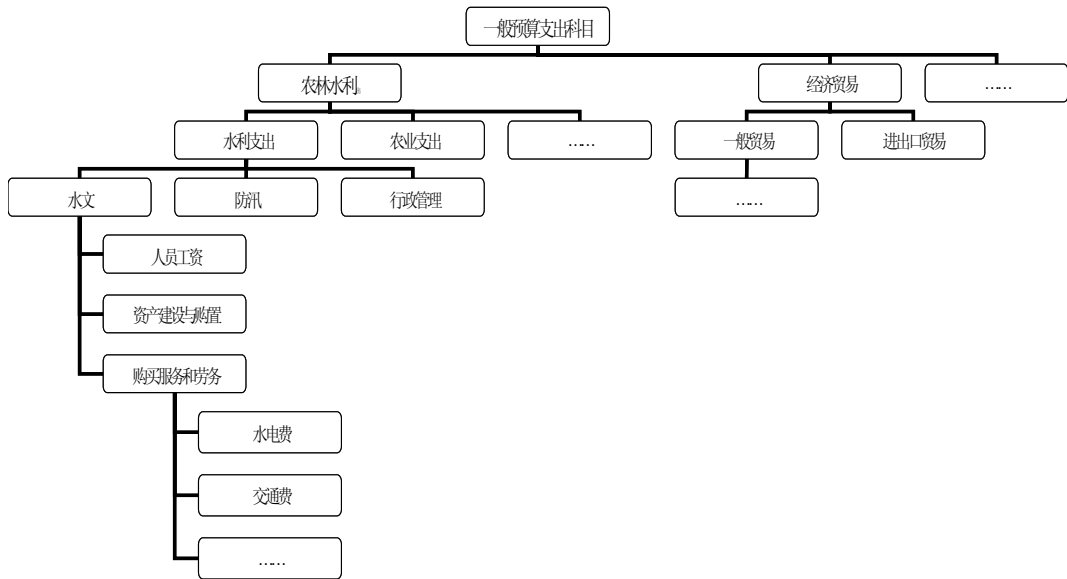 一般预算支出科目
农林水利
经济贸易
……
水利支出
农业支出
……
一般贸易
进出口贸易
水文
防汛
行政管理
……
人员工资
资产建设与购置
购买服务和劳务
水电费
交通费
……